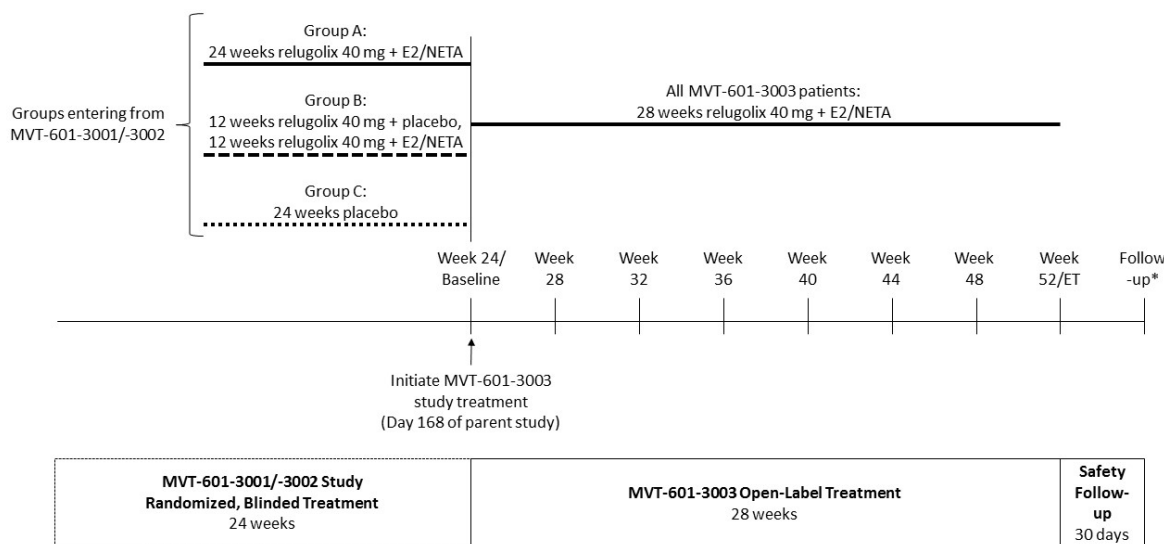 Group A:
24 weeks relugolix 40 mg + E2/NETA
Groups entering from
MVT-601-3001/-3002
Group B:
12 weeks relugolix 40 mg + placebo,
12 weeks relugolix 40 mg + E2/NETA
All MVT-601-3003 patients:
28 weeks relugolix 40 mg + E2/NETA
Group C:
24 weeks placebo
Week 24/
Baseline
Week
28
Week
32
Week
36
Week
40
Week
44
Week
48
Week
52/ET
Follow
-up*
Initiate MVT-601-3003
study treatment
(Day 168 of parent study)
MVT-601-3001/-3002 Study
Randomized, Blinded Treatment
24 weeks
MVT-601-3003 Open-Label Treatment
28 weeks
Safety
Follow-
up
30 days